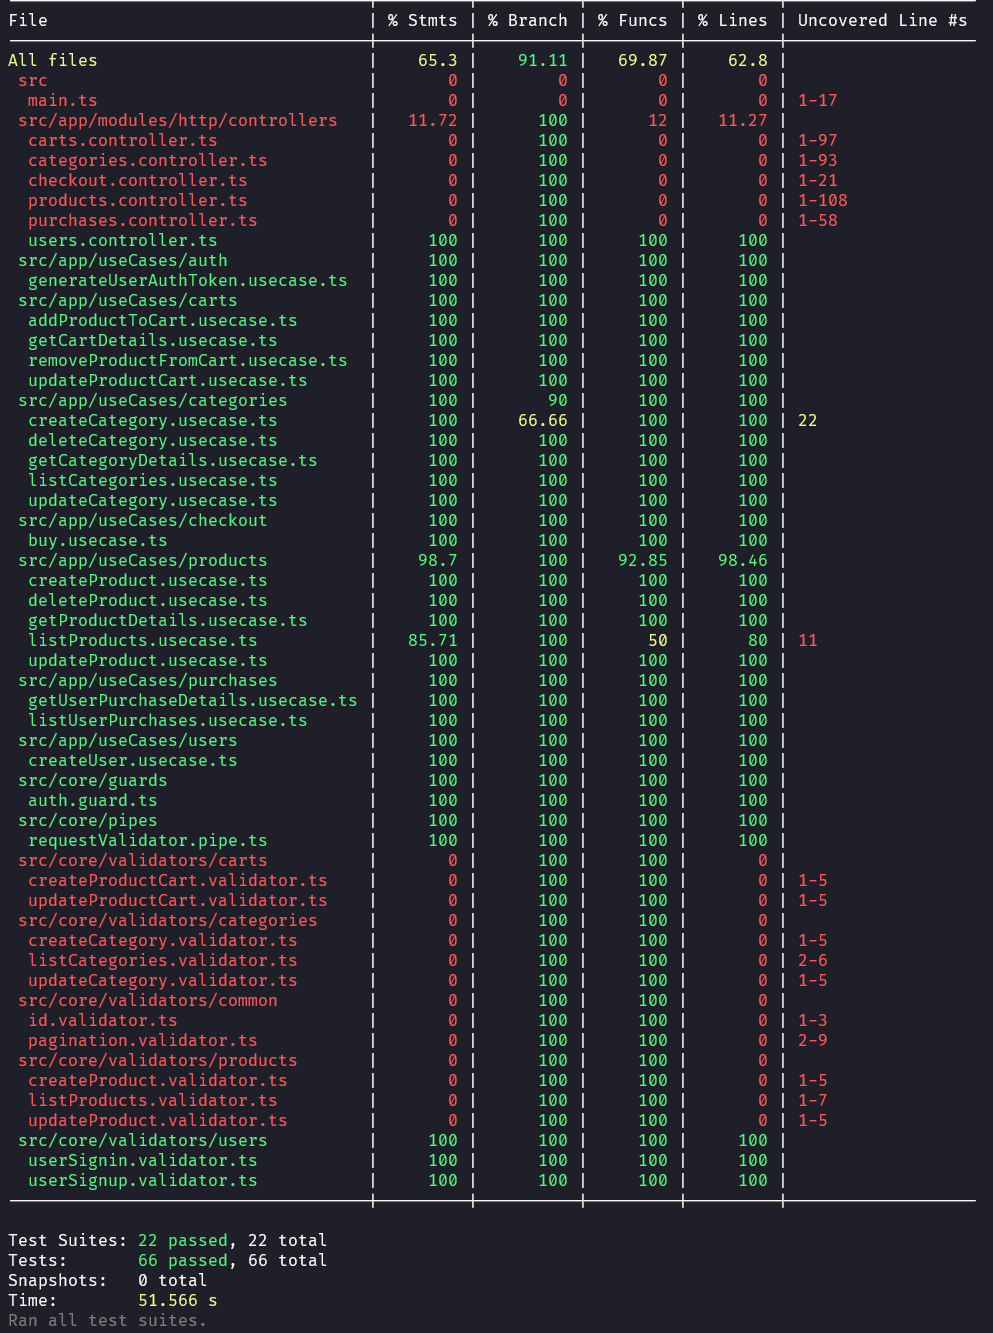 File | % Stmts | % Branch | % Funcs | % Lines | Uncovered Line #s
All files | 65.3 | 91.11 | 69.87 | 62.8 |
src | 0 | 0 | 0 | 0 |
main.ts | 0 | 0 | 0 | 0 | 1-17
src/app/modules/http/controllers | 11.72 | 100 | 12 | 11.27 |
carts.controller.ts | 0 | 100 | 0 | 0 | 1-97
categories.controller.ts | 0 | 100 | 0 | 0 | 1-93
checkout.controller.ts | 0 | 100 | 0 | 0 | 1-21
products.controller.ts | 0 | 100 | 0 | 0 | 1-108
purchases.controller.ts | 0 | 100 | 0 | 0 | 1-58
users.controller.ts | 100 | 100 | 100 | 100 |
src/app/useCases/auth | 100 | 100 | 100 | 100 |
generateUserAuthToken.usecase.ts | 100 | 100 | 100 | 100 |
src/app/useCases/carts | 100 | 100 | 100 | 100 |
addProductToCart.usecase.ts | 100 | 100 | 100 | 100 |
getCartDetails.usecase.ts | 100 | 100 | 100 | 100 |
removeProductFromCart.usecase.ts | 100 | 100 | 100 | 100 |
updateProductCart.usecase.ts | 100 | 100 | 100 | 100 |
src/app/useCases/categories | 100 | 90 | 100 | 100 |
createCategory.usecase.ts | 100 | 66.66 | 100 | 100 | 22
deleteCategory.usecase.ts | 100 | 100 | 100 | 100 |
getCategoryDetails.usecase.ts | 100 | 100 | 100 | 100 |
listCategories.usecase.ts | 100 | 100 | 100 | 100 |
updateCategory.usecase.ts | 100 | 100 | 100 | 100 |
src/app/useCases/checkout | 100 | 100 | 100 | 100 |
buy.usecase.ts | 100 | 100 | 100 | 100 |
src/app/useCases/products | 98.7 | 100 | 92.85 | 98.46 |
createProduct.usecase.ts | 100 | 100 | 100 | 100 |
deleteProduct.usecase.ts | 100 | 100 | 100 | 100 |
getProductDetails.usecase.ts | 100 | 100 | 100 | 100 |
listProducts.usecase.ts | 85.71 | 100 | 50 | 80 | 11
updateProduct.usecase.ts | 100 | 100 | 100 | 100 |
src/app/useCases/purchases | 100 | 100 | 100 | 100 |
getUserPurchaseDetails.usecase.ts | 100 | 100 | 100 | 100 |
listUserPurchases.usecase.ts | 100 | 100 | 100 | 100 |
src/app/useCases/users | 100 | 100 | 100 | 100 |
createUser.usecase.ts | 100 | 100 | 100 | 100 |
src/core/guards | 100 | 100 | 100 | 100 |
auth.guard.ts | 100 | 100 | 100 | 100 |
src/core/pipes | 100 | 100 | 100 | 100 |
requestValidator.pipe.ts | 100 | 100 | 100 | 100 |
src/core/validators/carts | 0 | 100 | 100 | 0 |
createProductCart.validator.ts | 0 | 100 | 100 | 0 | 1-5
updateProductCart.validator.ts | 0 | 100 | 100 | 0 | 1-5
src/core/validators/categories | 0 | 100 | 100 | 0 |
createCategory.validator.ts | 0 | 100 | 100 | 0 | 1-5
listCategories.validator.ts | 0 | 100 | 100 | 0 | 2-6
updateCategory.validator.ts | 0 | 100 | 100 | 0 | 1-5
src/core/validators/common | 0 | 100 | 100 | 0 |
id.validator.ts | 0 | 100 | 100 | 0 | 1-3
pagination.validator.ts | 0 | 100 | 100 | 0 | 2-9
src/core/validators/products | 0 | 100 | 100 | 0 |
createProduct.validator.ts | 0 | 100 | 100 | 0 | 1-5
listProducts.validator.ts | 0 | 100 | 100 | 0 | 1-7
updateProduct.validator.ts | 0 | 100 | 100 | 0 | 1-5
src/core/validators/users | 100 | 100 | 100 | 100 |
userSignin.validator.ts | 100 | 100 | 100 | 100 |
userSignup.validator.ts | 100 | 100 | 100 | 100 |
Test Suites: 22 passed, 22 total
Tests: 66 passed, 66 total
Snapshots: 0 total
Time: 51.566 s
Ran all test suites.